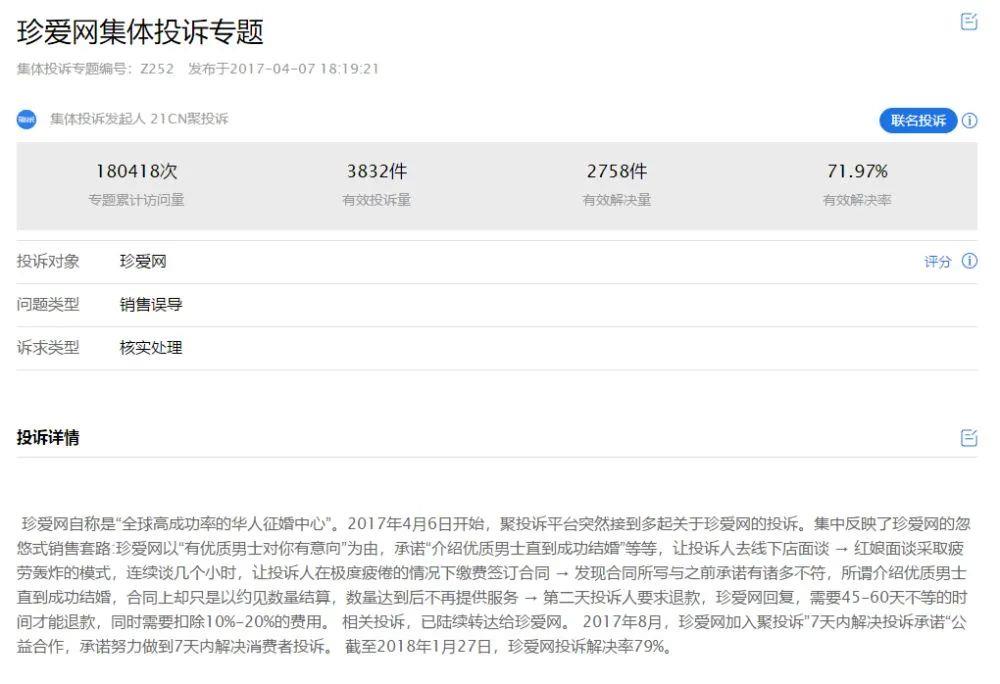 珍爱网集体投诉专题
集体投诉专题编号：Z252 发布于2017-04-07 18:19:21
集体投诉发起人 21CN聚投诉
联名投诉
180418次 3832件 2758件 71.97%
专题累计访问量 有效投诉量 有效解决量 有效解决率
投诉对象 珍爱网 评分
问题类型 销售误导
诉求类型 核实处理
投诉详情
珍爱网自称是“全球高成功率的华人征婚中心”。2017年4月6日开始，聚投诉平台突然接到多起关于珍爱网的投诉。集中反映了珍爱网的忽
悠式销售套路:珍爱网以“有优质男士对你有意向”为由，承诺“介绍优质男士直到成功结婚”等等，让投诉人去线下店面谈 → 红娘面谈采取疲
劳轰炸的模式，连续谈几个小时，让投诉人在极度疲倦的情况下缴费签订合同 → 发现合同所写与之前承诺有诸多不符，所谓介绍优质男士
直到成功结婚，合同上却只是以约见数量结算，数量达到后不再提供服务 → 第二天投诉人要求退款，珍爱网回复，需要45-60天不等的时
间才能退款，同时需要扣除10%-20%的费用。 相关投诉，已陆续转达给珍爱网。 2017年8月，珍爱网加入聚投诉”7天内解决投诉承诺“公
益合作，承诺努力做到7天内解决消费者投诉。 截至2018年1月27日，珍爱网投诉解决率79%。